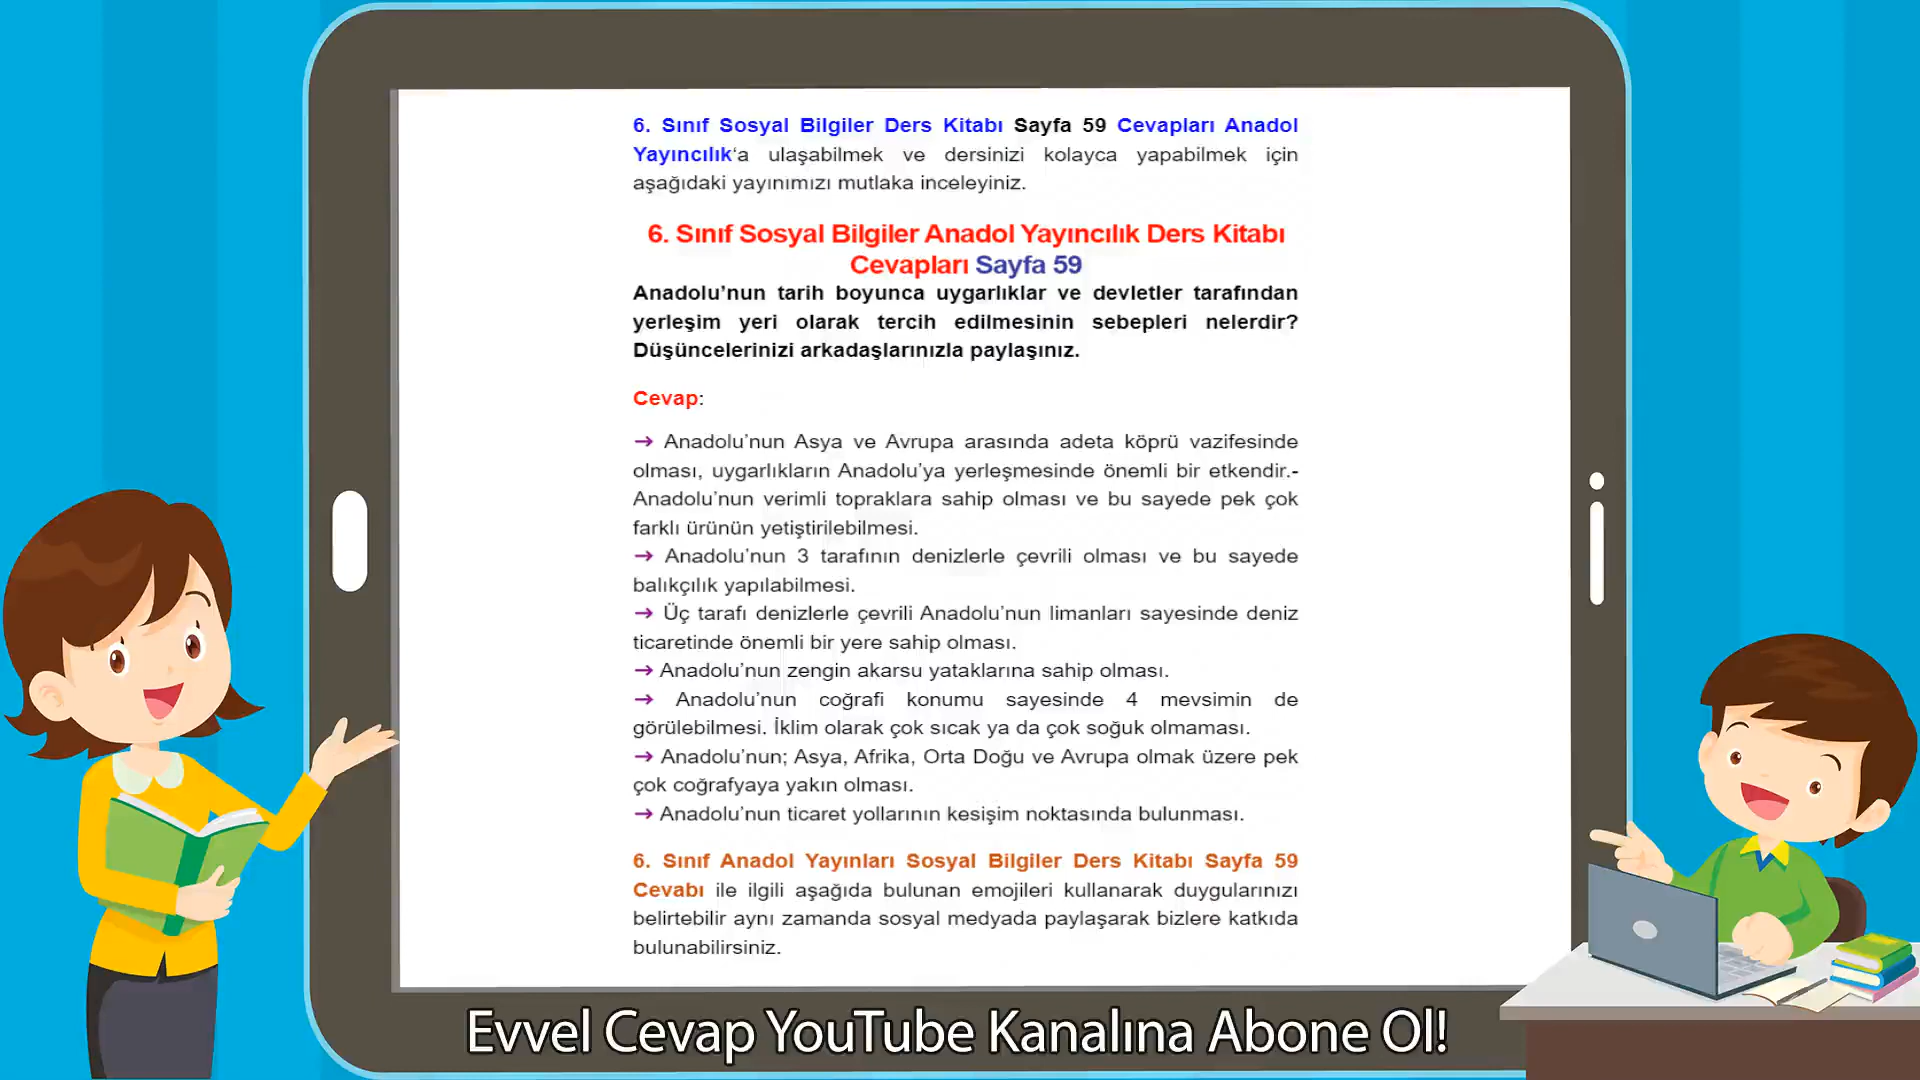 6. Sınıf Sosyal Bilgiler Ders Kitabı Sayfa 59 Cevapları Anadol
Yayıncılık‘a ulaşabilmek ve dersinizi kolayca yapabilmek için
aşağıdaki yayınımızı mutlaka inceleyiniz.
6. Sınıf Sosyal Bilgiler Anadol Yayıncılık Ders Kitabı
Cevapları Sayfa 59
Anadolu’nun tarih boyunca uygarlıklar ve devletler tarafından
yerleşim yeri olarak tercih edilmesinin sebepleri nelerdir?
Düşüncelerinizi arkadaşlarınızla paylaşınız.
Cevap:
→ Anadolu’nun Asya ve Avrupa arasında adeta köprü vazifesinde
olması, uygarlıkların Anadolu’ya yerleşmesinde önemli bir etkendir.-
Anadolu’nun verimli topraklara sahip olması ve bu sayede pek çok
farklı ürünün yetiştirilebilmesi.
→ Anadolu’nun 3 tarafının denizlerle çevrili olması ve bu sayede
balıkçılık yapılabilmesi.
→ Üç tarafı denizlerle çevrili Anadolu’nun limanları sayesinde deniz
ticaretinde önemli bir yere sahip olması.
→ Anadolu’nun zengin akarsu yataklarına sahip olması.
→ Anadolu’nun coğrafi konumu sayesinde 4 mevsimin de
görülebilmesi. İklim olarak çok sıcak ya da çok soğuk olmaması.
→ Anadolu’nun; Asya, Afrika, Orta Doğu ve Avrupa olmak üzere pek
çok coğrafyaya yakın olması.
→ Anadolu’nun ticaret yollarının kesişim noktasında bulunması.
6. Sınıf Anadol Yayınları Sosyal Bilgiler Ders Kitabı Sayfa 59
Cevabı ile ilgili aşağıda bulunan emojileri kullanarak duygularınızı
belirtebilir aynı zamanda sosyal medyada paylaşarak bizlere katkıda
bulunabilirsiniz.
Evvel Cevap YouTube Kanalına Abone Ol!